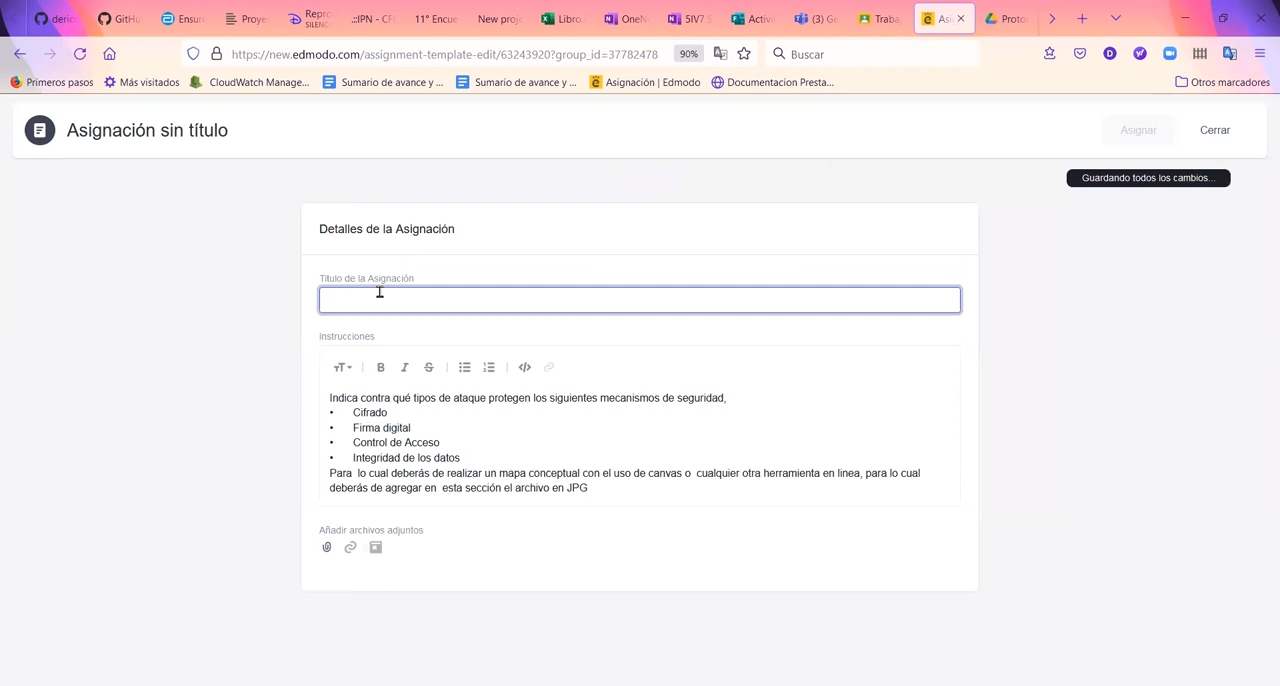 derico
GitHu
Ensur
Proye
Repro
SILENC
.::IPN - CF
11° Encue
New proj
Libro.
OneN
5IV7 S
Activi
(3) Ge
Traba
Asi
Proto
https://new.edmodo.com/assignment-template-edit/63243920?group_id=37782478
90%
Buscar
Primeros pasos
Más visitados
CloudWatch Manage...
Sumario de avance y ...
Sumario de avance y ...
Asignación | Edmodo
Documentacion Presta...
Otros marcadores
Asignación sin título
Asignar
Cerrar
Guardando todos los cambios...
Detalles de la Asignación
Título de la Asignación
Instrucciones
Indica contra qué tipos de ataque protegen los siguientes mecanismos de seguridad,
• Cifrado
• Firma digital
• Control de Acceso
• Integridad de los datos
Para lo cual deberás de realizar un mapa conceptual con el uso de canvas o cualquier otra herramienta en linea, para lo cual
deberás de agregar en esta sección el archivo en JPG
Añadir archivos adjuntos